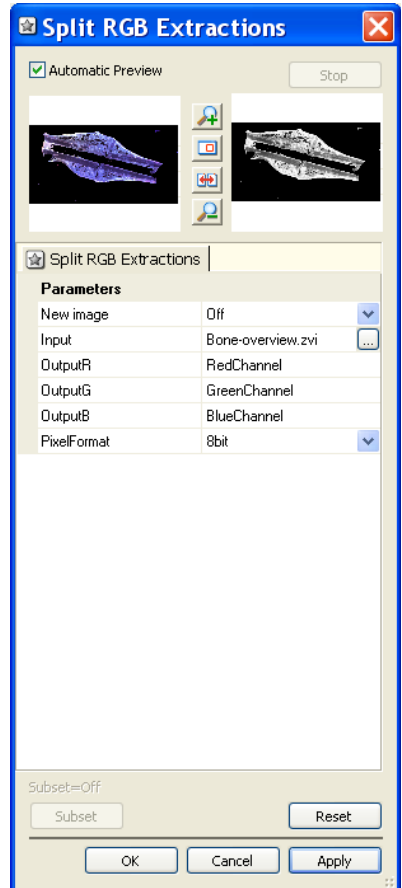 Split RGB Extractions
Automatic Preview
Stop
Split RGB Extractions
Parameters
New image Off
Input Bone-overview.zvi ...
OutputR RedChannel
OutputG GreenChannel
OutputB BlueChannel
PixelFormat 8bit
Subset=Off
Subset Reset
OK Cancel Apply